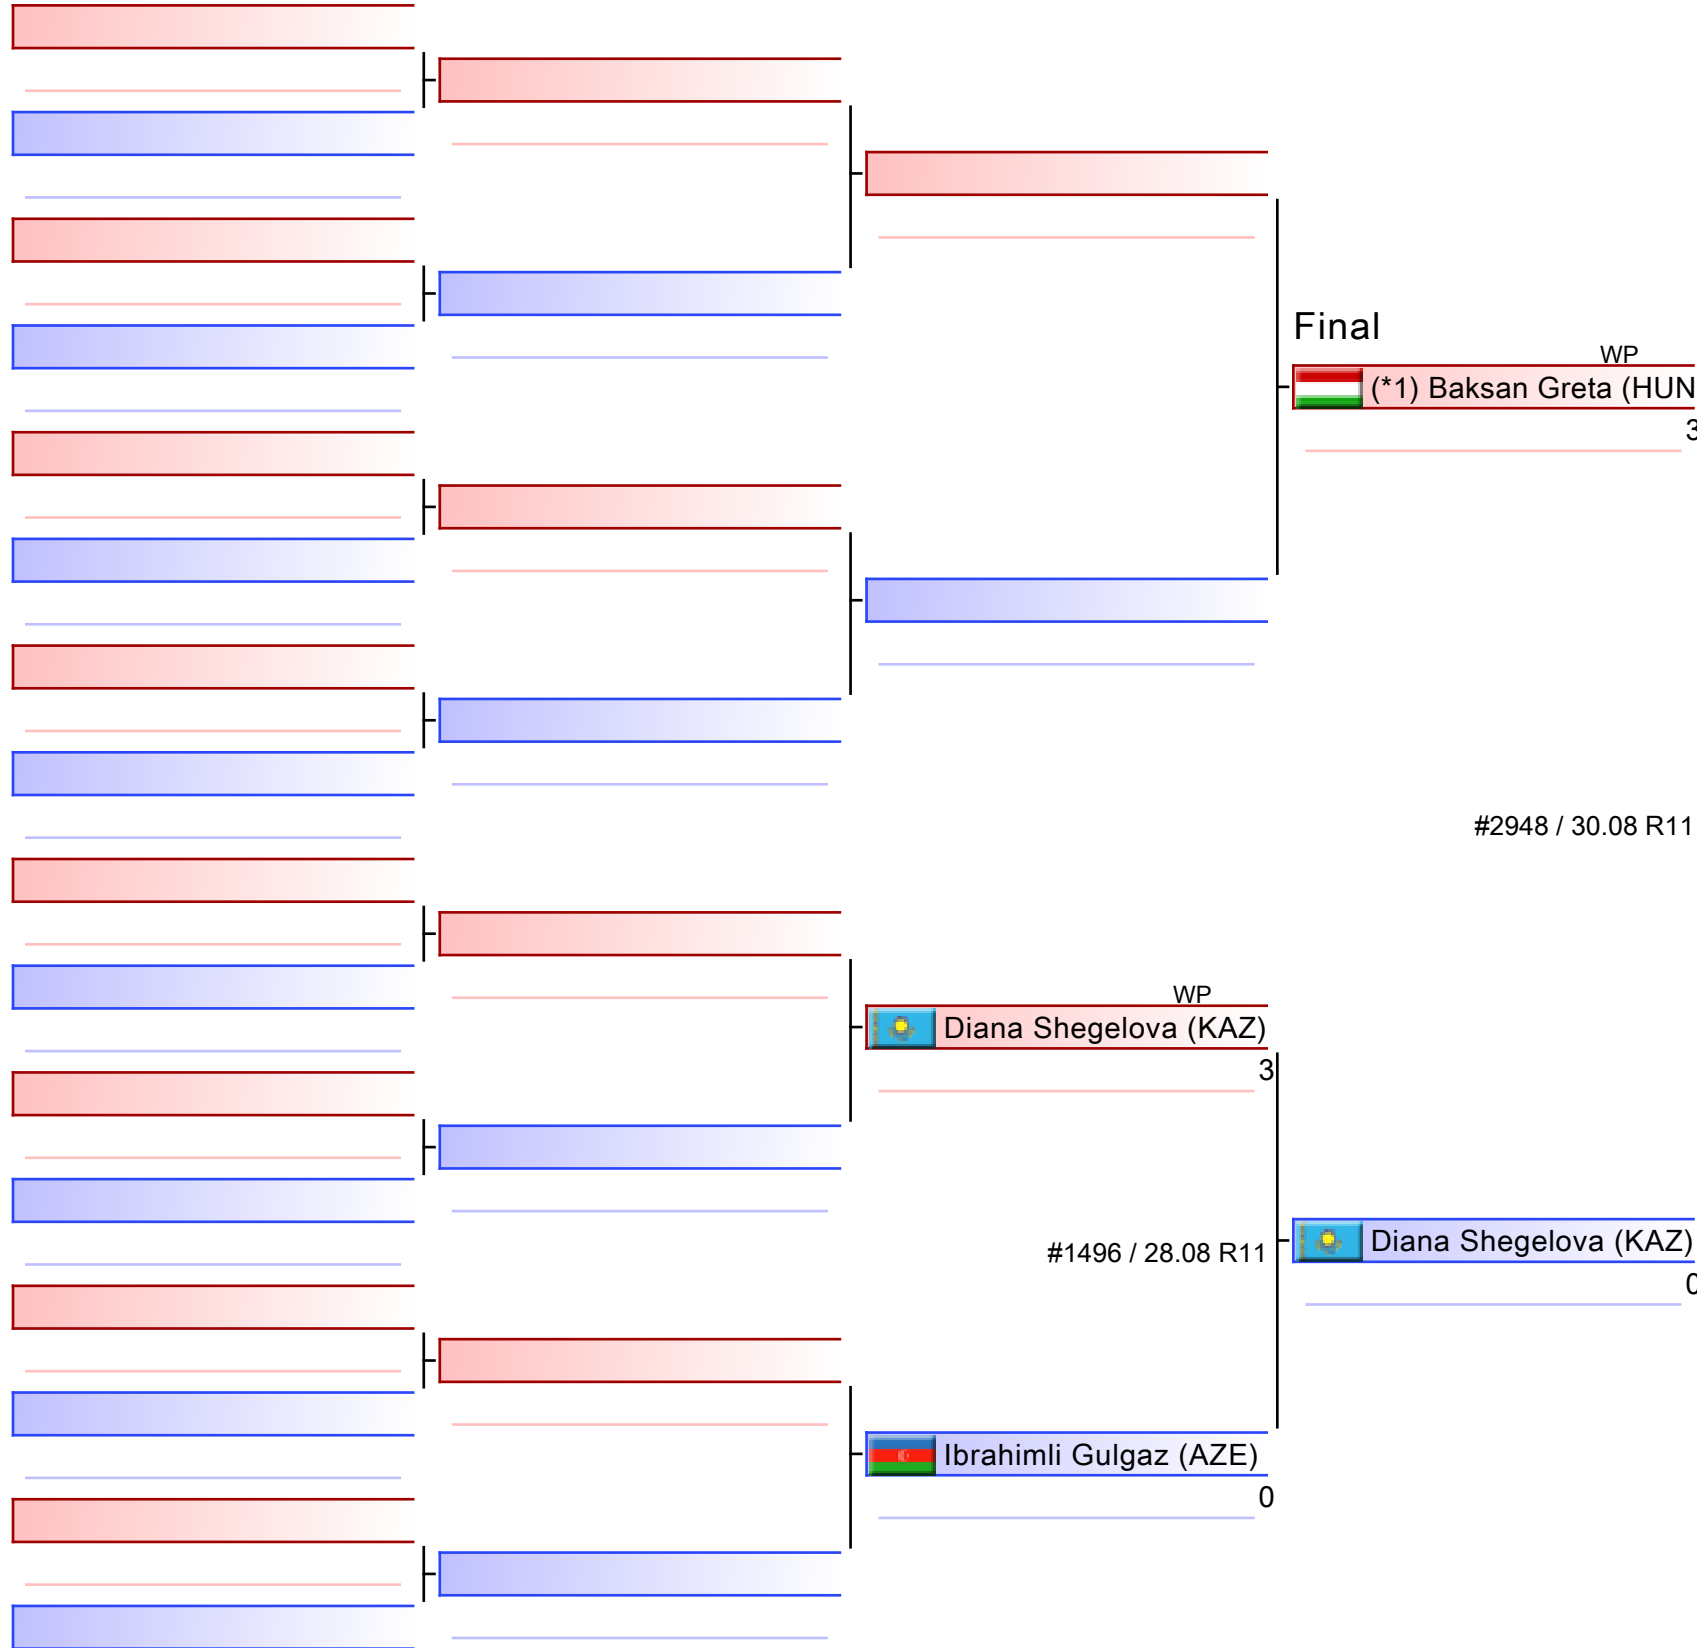 Final
WP
(*1) Baksan Greta (HUN
3
#2948 / 30.08 R11
WP
Diana Shegelova (KAZ)
3
#1496 / 28.08 R11
Diana Shegelova (KAZ)
0
Ibrahimli Gulgaz (AZE)
0